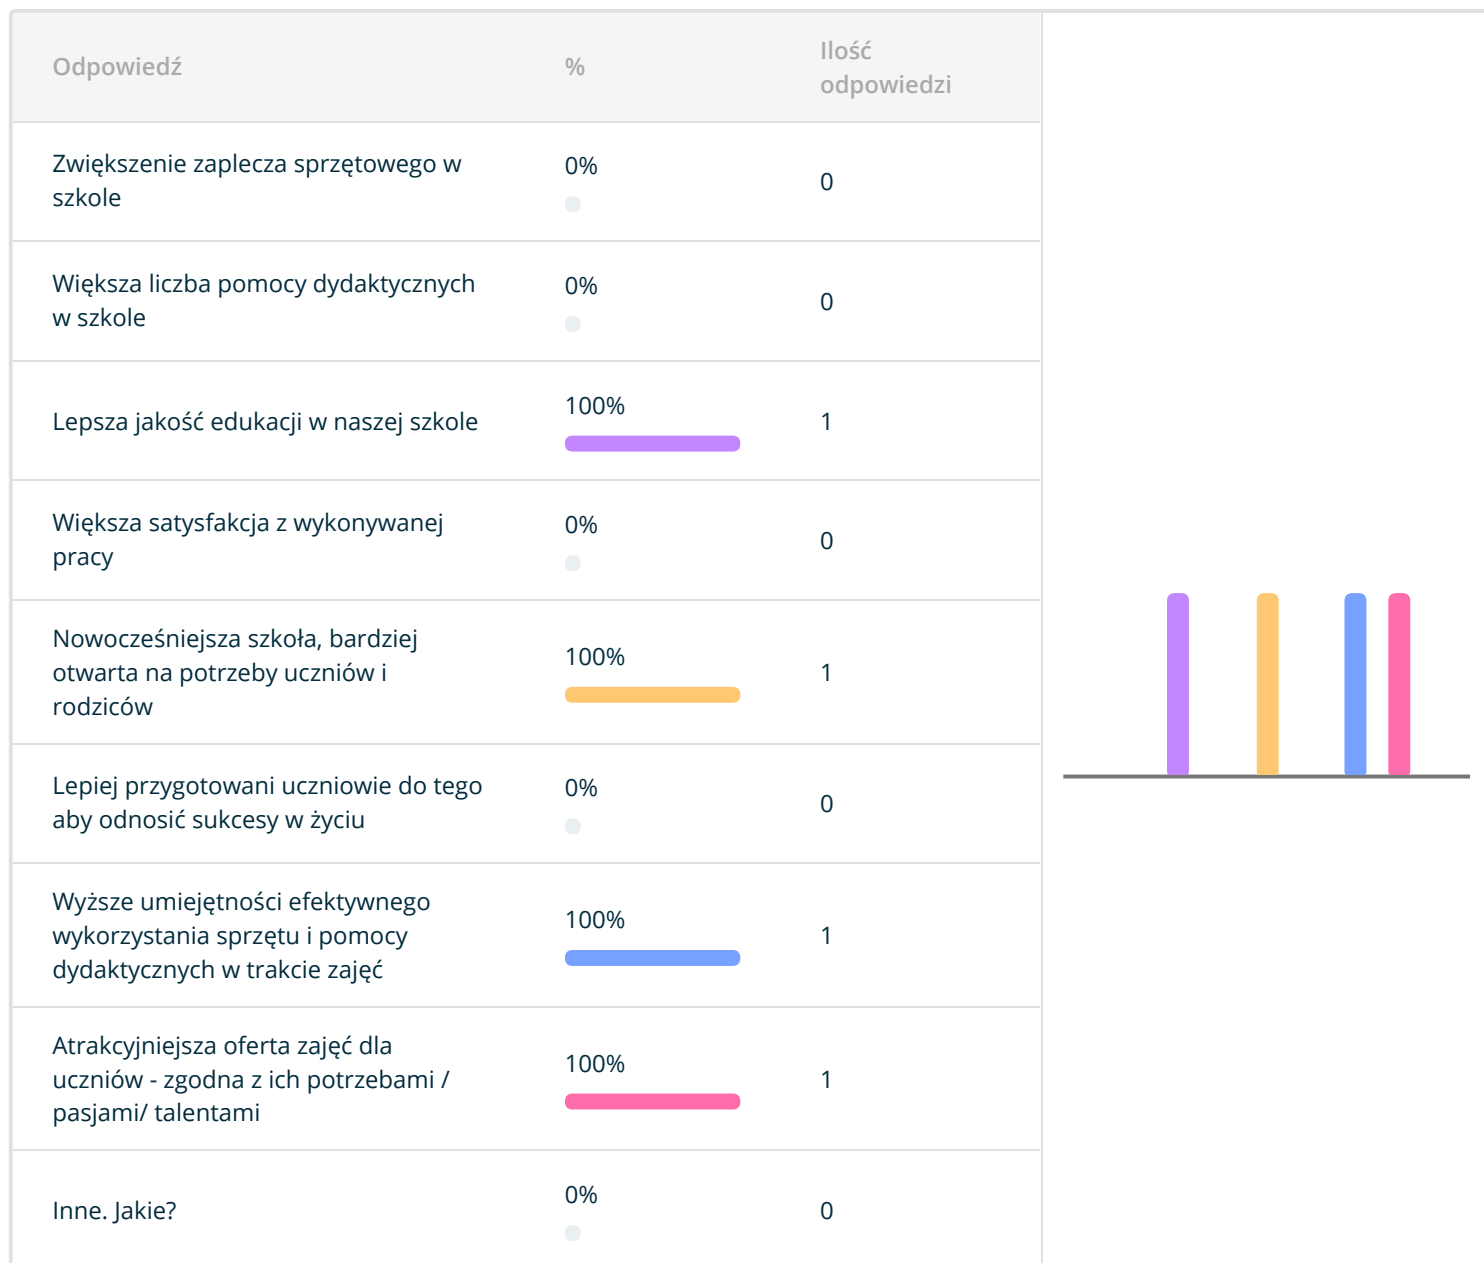 Odpowiedź % Ilość
odpowiedzi
Zwiększenie zaplecza sprzętowego w
szkole
0%
0
Większa liczba pomocy dydaktycznych
w szkole
0%
0
Lepsza jakość edukacji w naszej szkole
100%
1
Większa satysfakcja z wykonywanej
pracy
0%
0
Nowocześniejsza szkoła, bardziej
otwarta na potrzeby uczniów i
rodziców
100%
1
Lepiej przygotowani uczniowie do tego
aby odnosić sukcesy w życiu
0%
0
Wyższe umiejętności efektywnego
wykorzystania sprzętu i pomocy
dydaktycznych w trakcie zajęć
100%
1
Atrakcyjniejsza oferta zajęć dla
uczniów - zgodna z ich potrzebami /
pasjami/ talentami
100%
1
Inne. Jakie?
0%
0